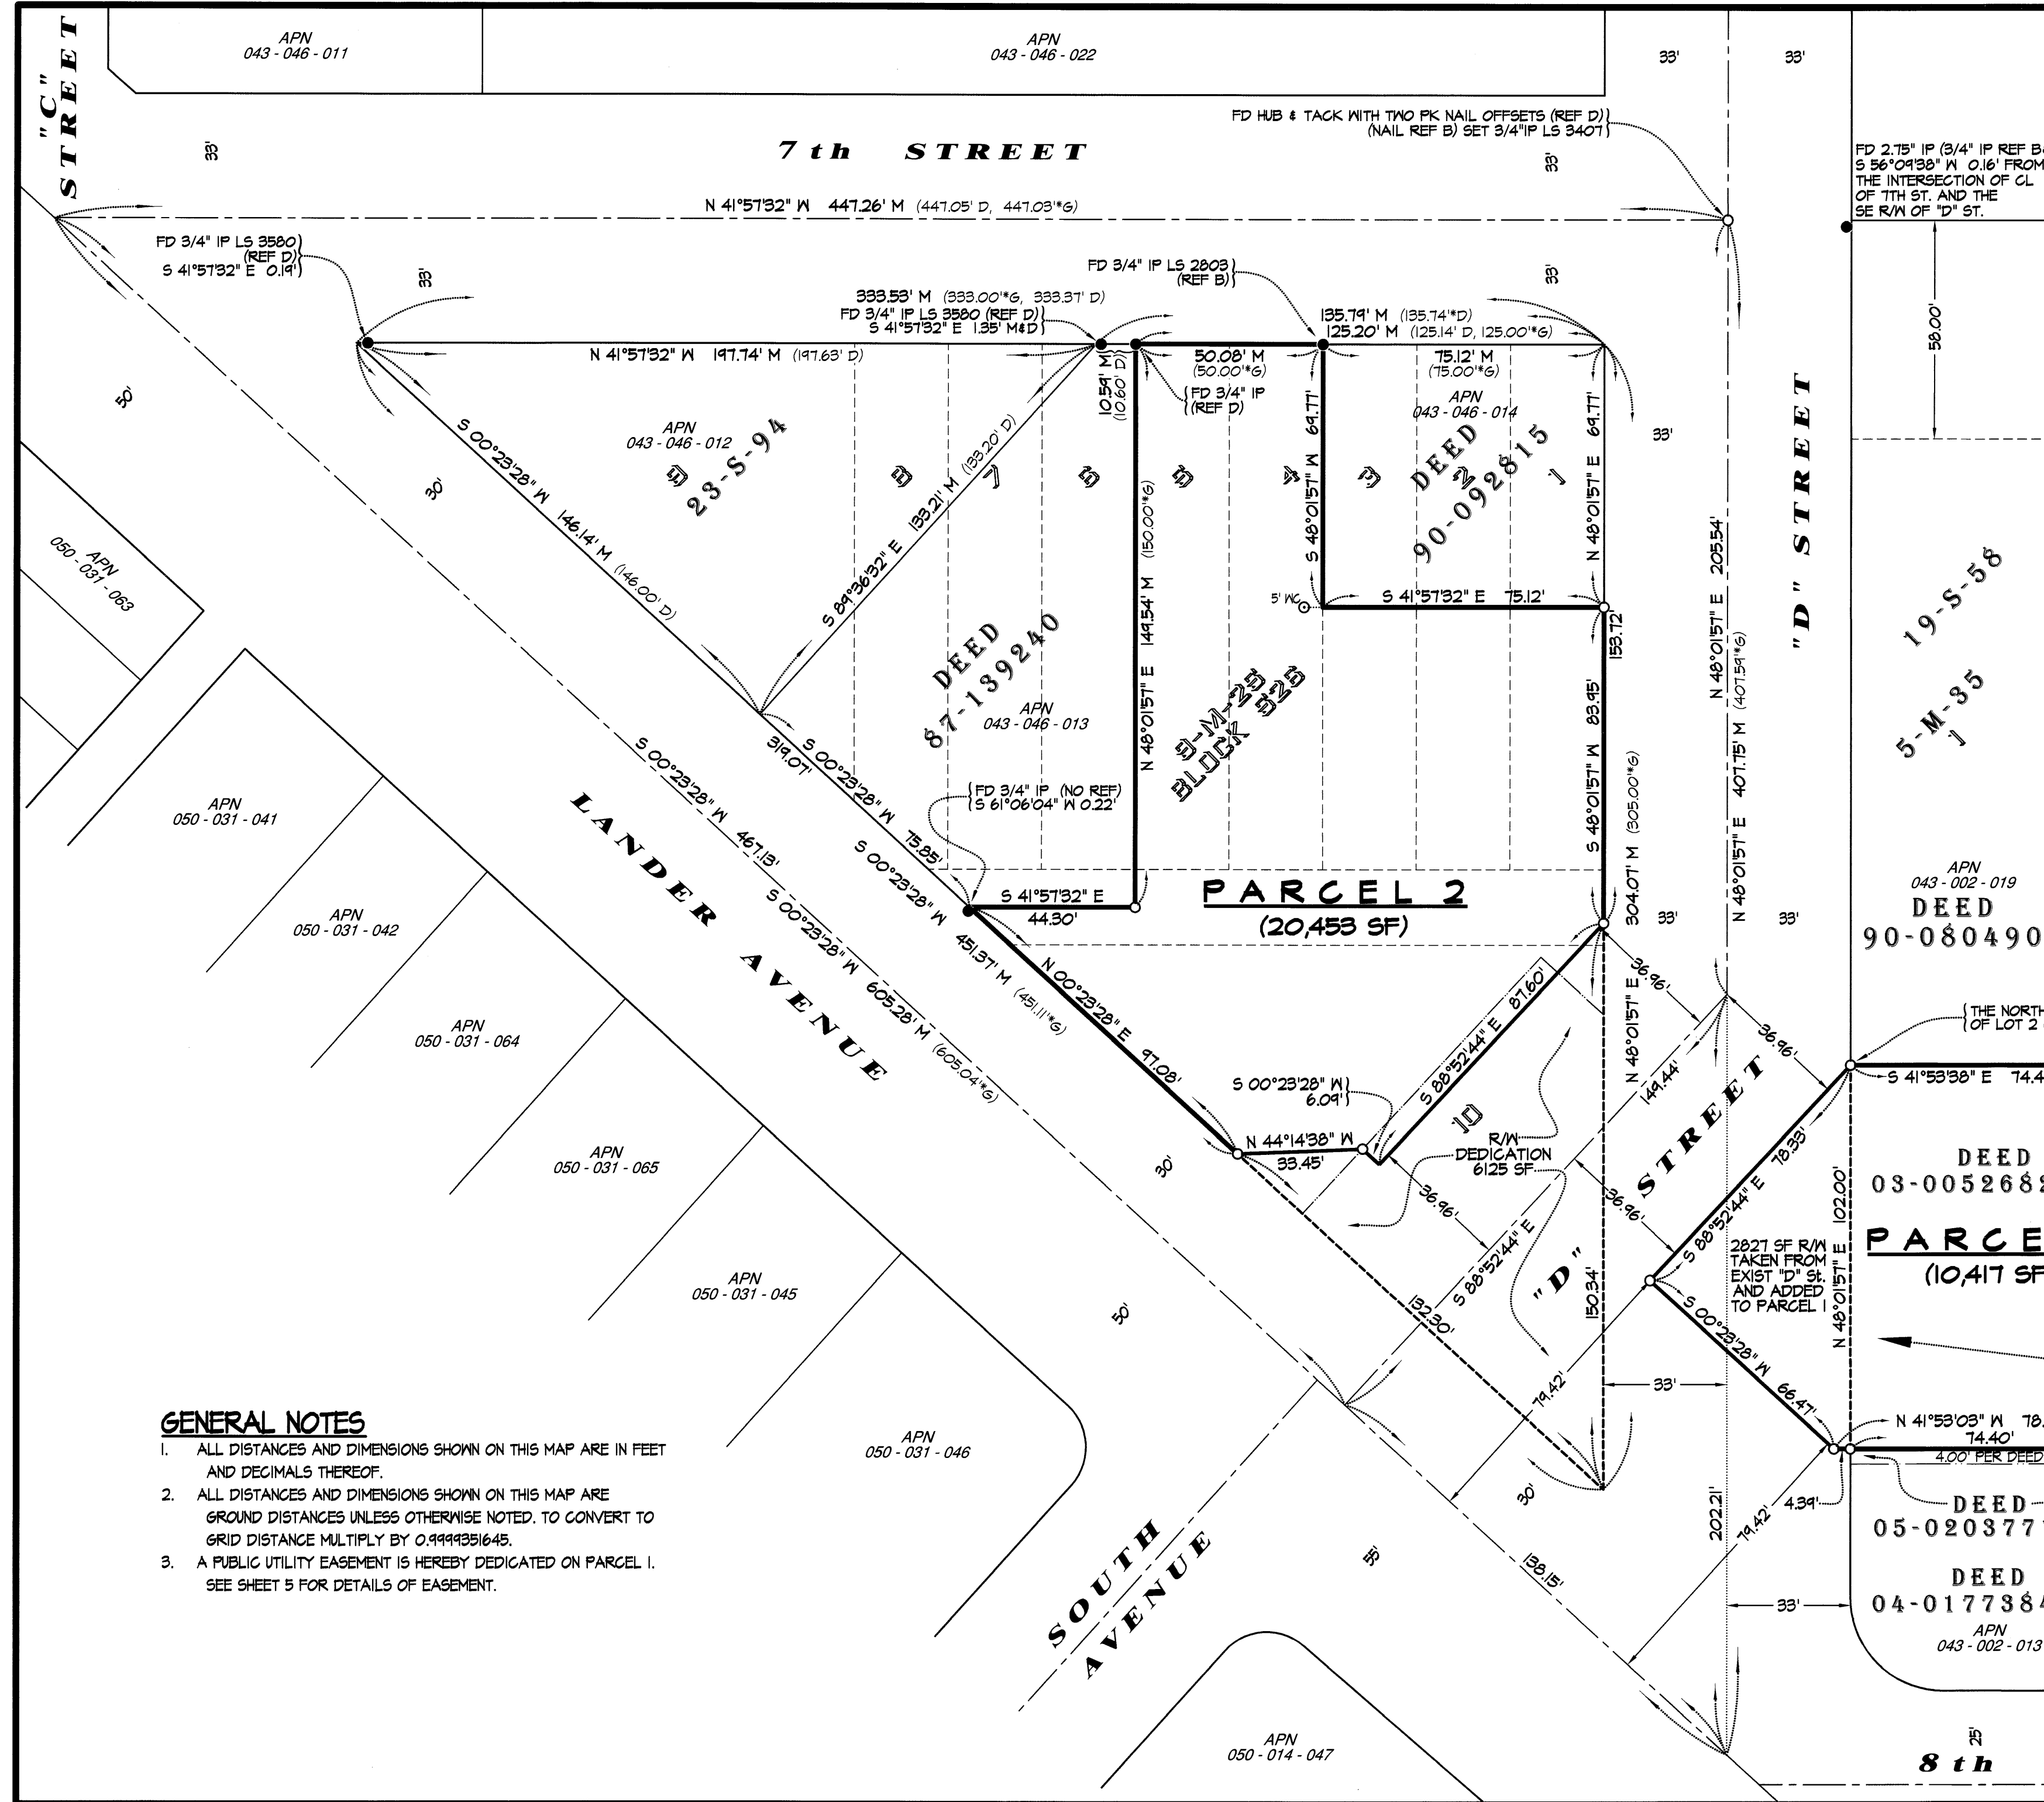 "C"
STREET
APN
043 - 046 - 011
APN
043 - 046 - 022
33'
33'
33'
7th STREET
33'
FD HUB & TACK WITH TWO PK NAIL OFFSETS (REF D)
(NAIL REF B) SET 3/4"IP LS 3407
FD 2.75" IP (3/4" IP REF B
S 56°09'38" W 0.16' FROM
THE INTERSECTION OF CL
OF 7TH ST. AND THE
SE R/W OF "D" ST.
N 41°57'32" W 447.26' M (447.05' D, 447.03'*G)
FD 3/4" IP LS 3580
(REF D)
S 41°57'32" E 0.19'
33'
33'
FD 3/4" IP LS 2803
(REF B)
333.53' M (333.00'*G, 333.37' D)
FD 3/4" IP LS 3580 (REF D)
S 41°57'32" E 1.35' M&D
135.79' M (135.74'*D)
125.20' M (125.14' D, 125.00'*G)
N 41°57'32" W 197.74' M (197.63' D)
10.59' M
(10.60' D)
50.08' M
(50.00'*G)
75.12' M
(75.00'*G)
FD 3/4" IP
(REF D)
58.00'
50'
30'
APN
043 - 046 - 012
23-S-94
APN
043 - 046 - 014
DEED
90-092815
33'
8 7 6 5 4 3 2 1
S 00°23'28" W 146.14' M (146.00' D)
S 89°36'32" E 133.21' M (133.20' D)
N 48°01'57" E 149.54' M (150.00'*G)
S 48°01'57" W 69.77'
N 48°01'57" E 69.77'
"D" STREET
5' WC
S 41°57'32" E 75.12'
153.72'
N 48°01'57" E 205.54'
N 48°01'57" E 407.75' M (407.59'*G)
19-S-58
5-M-35
1
APN
050 - 031 - 063
DEED
87-139240
APN
043 - 046 - 013
BLOCK
S 48°01'57" W 83.95'
N 48°01'57" E 304.07' M (305.00'*G)
319.07'
S 00°23'28" W 75.85'
S 00°23'28" W 467.13'
S 00°23'28" W 451.37' M (451.11'*G)
S 00°23'28" W 605.28' M (605.04'*G)
LANDER AVENUE
FD 3/4" IP (NO REF)
S 61°06'04" W 0.22'
S 41°57'32" E
44.30'
PARCEL 2
(20,453 SF)
33'
33'
APN
043 - 002 - 019
DEED
90-080490
APN
050 - 031 - 041
APN
050 - 031 - 042
APN
050 - 031 - 064
APN
050 - 031 - 065
APN
050 - 031 - 045
APN
050 - 031 - 046
N 00°23'28" E 97.08'
S 88°52'44" E 87.60'
36.96'
36.96'
THE NORTH
OF LOT 2
S 41°53'38" E 74.4
S 00°23'28" W
6.09'
N 44°14'38" W
33.45'
10
R/W
DEDICATION
6125 SF
149.44'
"D" STREET
78.33'
S 88°52'44" E
36.96'
36.96'
S 88°52'44" E
30'
50'
132.30'
150.34'
N 48°01'57" E 102.00'
DEED
03-005268
PARCE
(10,417 SF
2827 SF R/W
TAKEN FROM
EXIST "D" St.
AND ADDED
TO PARCEL 1
S 00°23'28" W 66.47'
79.42'
33'
N 41°53'03" W 78.
74.40'
4.00' PER DEED
4.39'
79.42'
202.21'
30'
138.15'
55'
33'
DEED
05-020377
DEED
04-017738
APN
043 - 002 - 013
GENERAL NOTES
1. ALL DISTANCES AND DIMENSIONS SHOWN ON THIS MAP ARE IN FEET
AND DECIMALS THEREOF.
2. ALL DISTANCES AND DIMENSIONS SHOWN ON THIS MAP ARE
GROUND DISTANCES UNLESS OTHERWISE NOTED. TO CONVERT TO
GRID DISTANCE MULTIPLY BY 0.9999351645.
3. A PUBLIC UTILITY EASEMENT IS HEREBY DEDICATED ON PARCEL 1.
SEE SHEET 5 FOR DETAILS OF EASEMENT.
SOUTH
AVENUE
APN
050 - 014 - 047
25'
8th